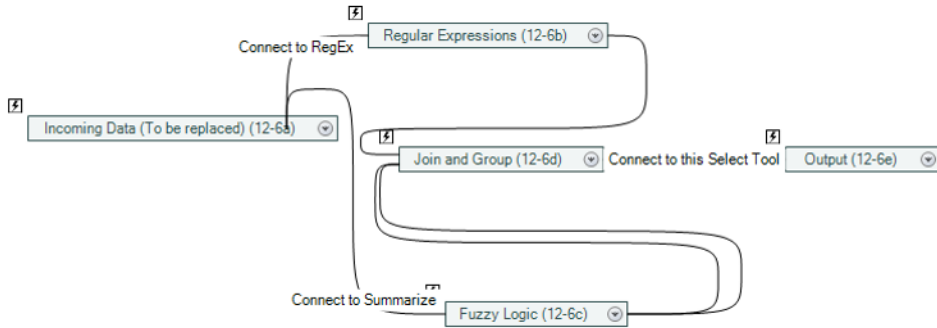 Regular Expressions (12-6b)
Connect to RegEx
Incoming Data (To be replaced) (12-6a)
Join and Group (12-6d)
Connect to this Select Tool
Output (12-6e)
Connect to Summarize
Fuzzy Logic (12-6c)